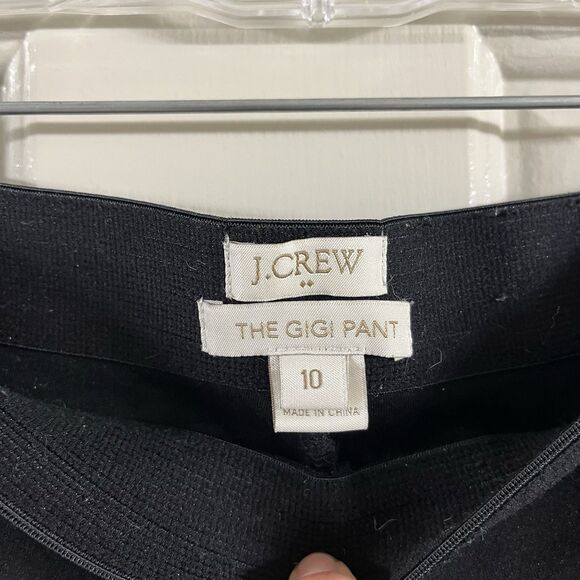 J.CREW
THE GIGI PANT
10
MADE IN CHINA